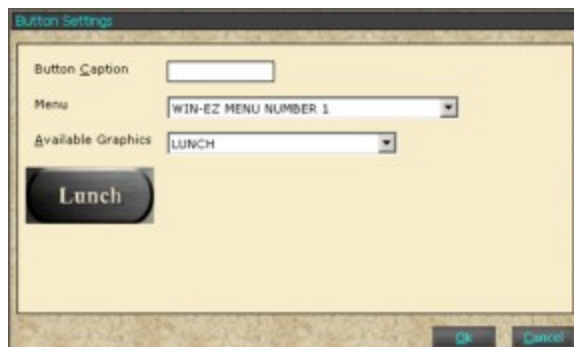 Button Settings
Button Caption
Menu WIN-EZ MENU NUMBER 1
Available Graphics LUNCH
Lunch
Ok Cancel